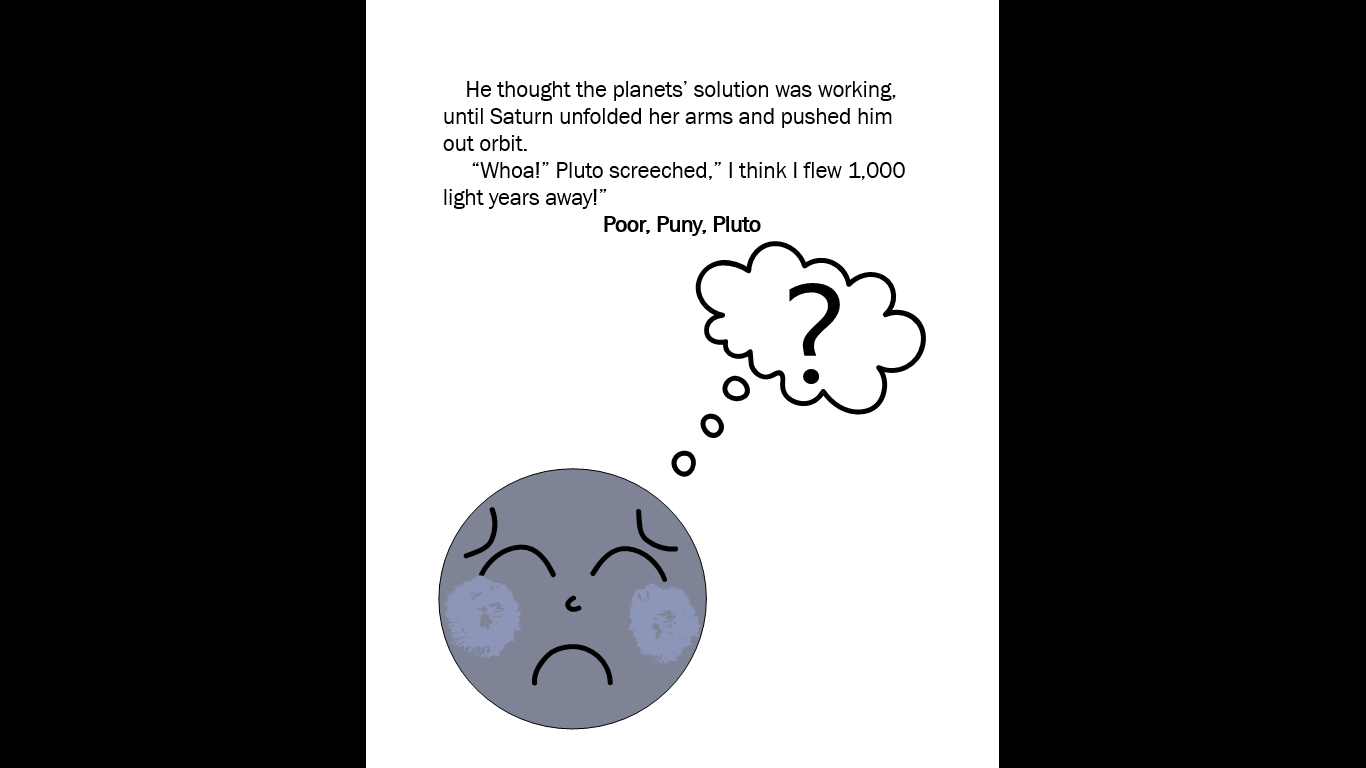 He thought the planets’ solution was working,
until Saturn unfolded her arms and pushed him
out orbit.
“Whoa!” Pluto screeched,” I think I flew 1,000
light years away!”
Poor, Puny, Pluto
?